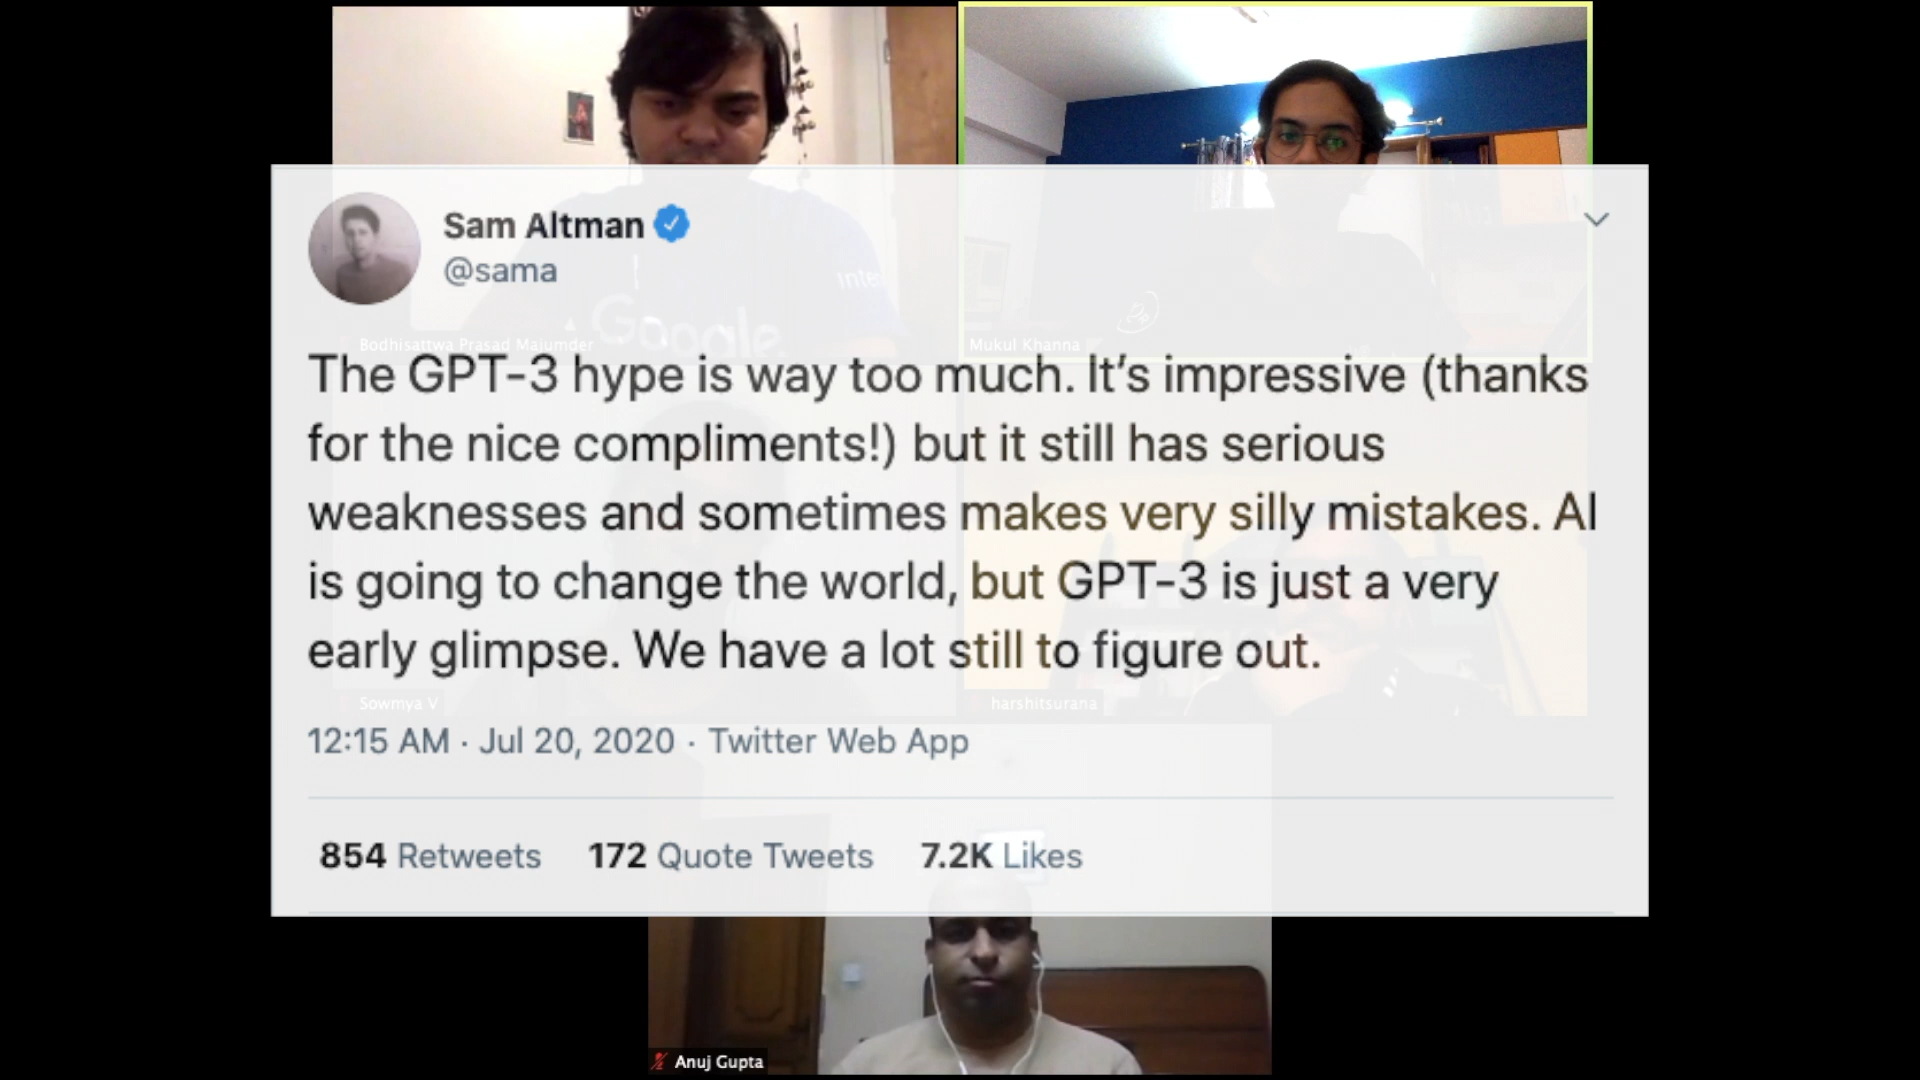 Sam Altman
@sama
Google
Inte
Bodhisattwa Prasad Majumder
Mukul Khanna
The GPT-3 hype is way too much. It’s impressive (thanks
for the nice compliments!) but it still has serious
weaknesses and sometimes makes very silly mistakes. AI
is going to change the world, but GPT-3 is just a very
early glimpse. We have a lot still to figure out.
Sowmya V
harshitsurana
12:15 AM · Jul 20, 2020 · Twitter Web App
854 Retweets 172 Quote Tweets 7.2K Likes
Anuj Gupta